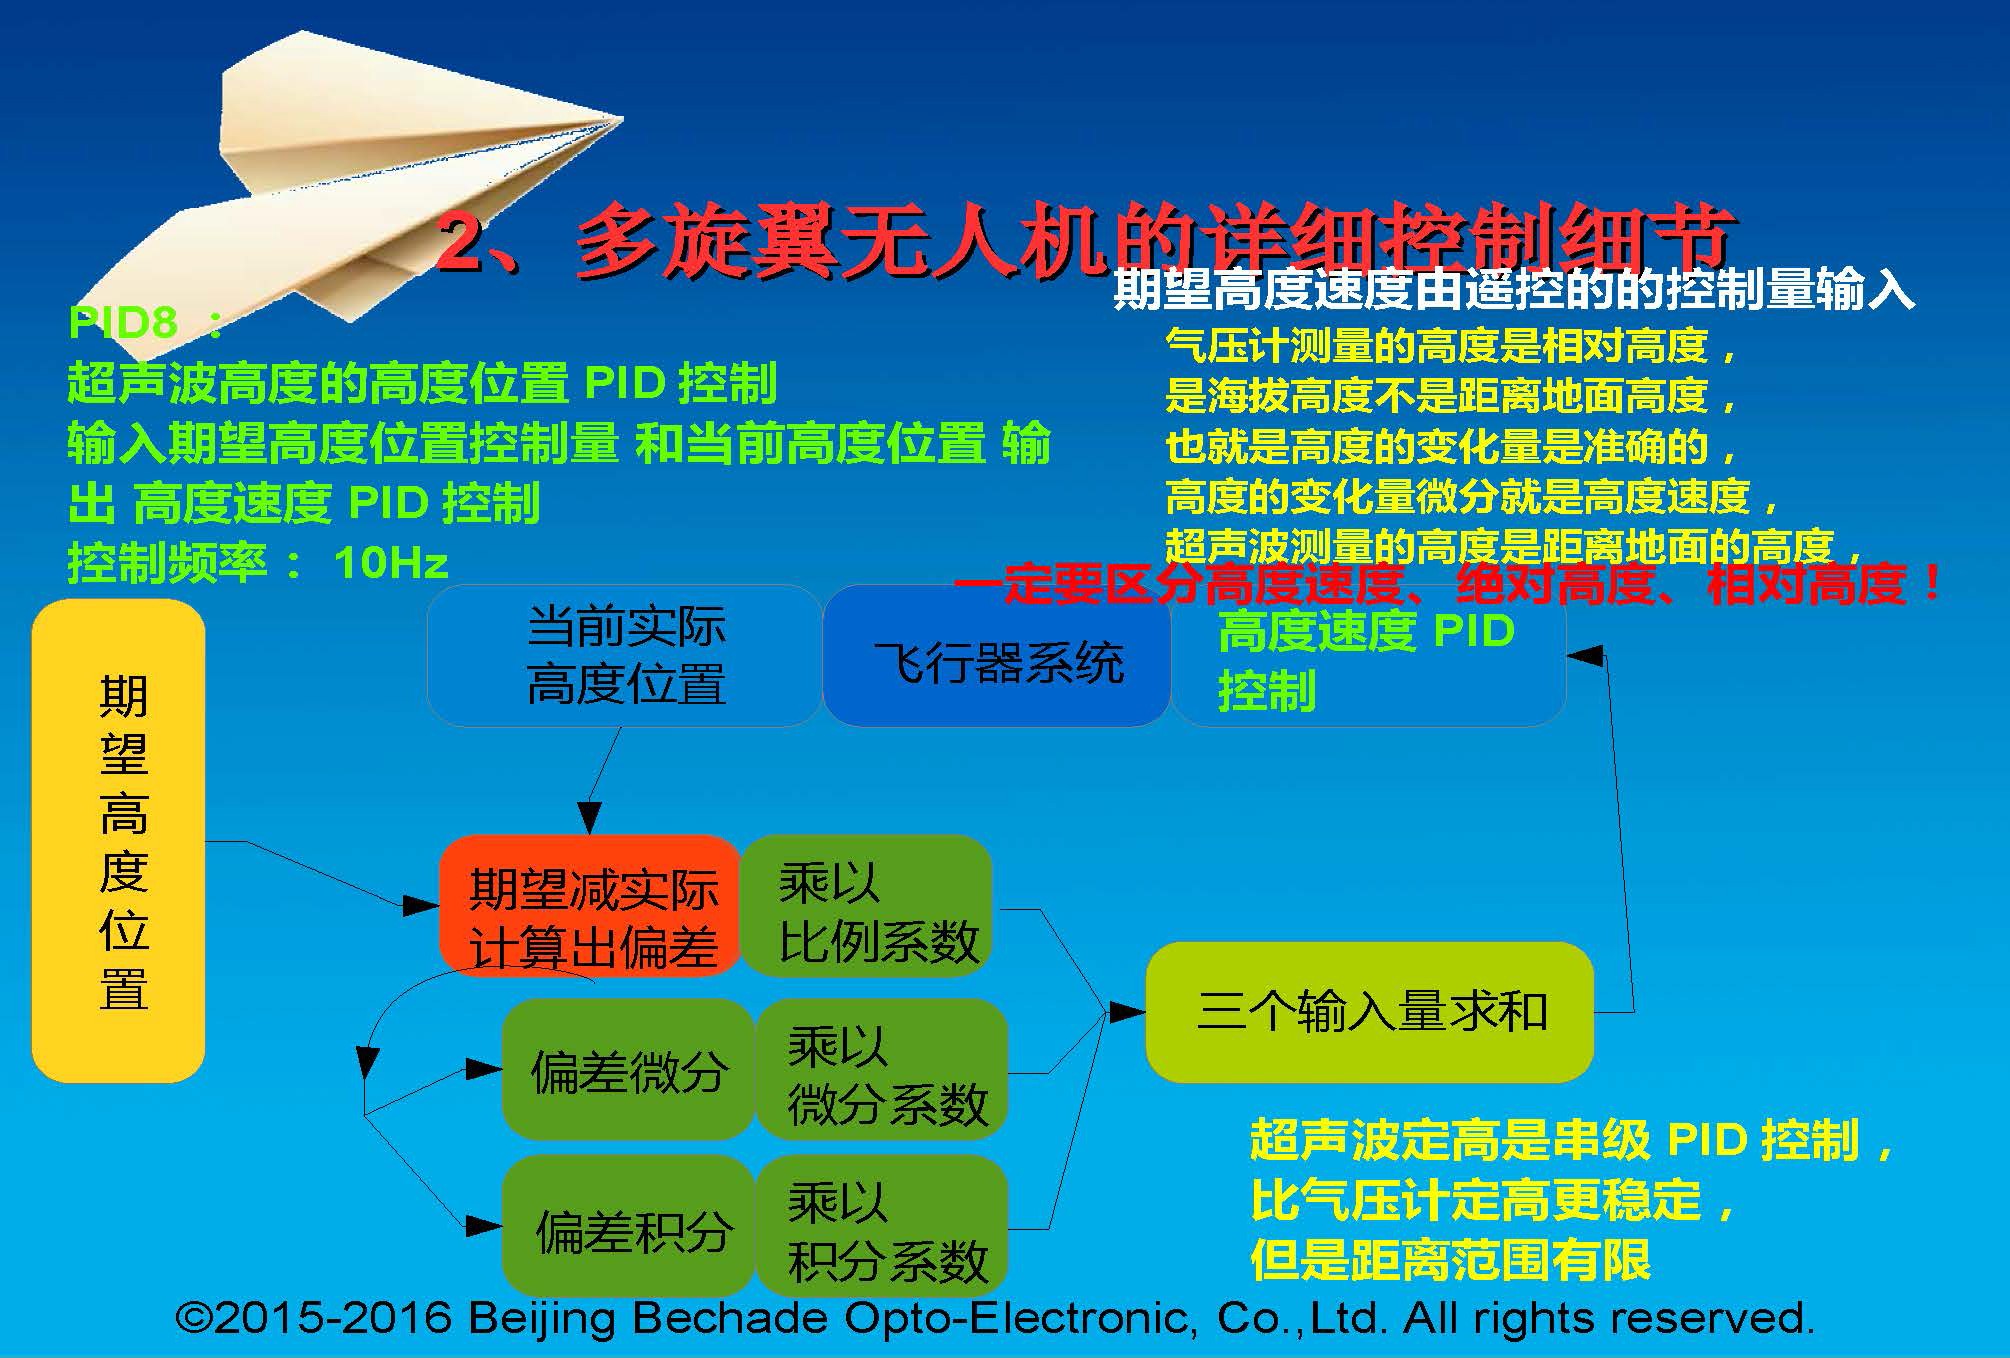 2、多旋翼无人机的详细控制细节
期望高度速度由遥控的的控制量输入
PID8 ：
超声波高度的高度位置 PID 控制
输入期望高度位置控制量 和当前高度位置 输
出 高度速度 PID 控制
控制频率： 10Hz
气压计测量的高度是相对高度，
是海拔高度不是距离地面高度，
也就是高度的变化量是准确的，
高度的变化量微分就是高度速度，
超声波测量的高度是距离地面的高度，
一定要区分高度速度、绝对高度、相对高度！
期
望
高
度
位
置
当前实际
高度位置
飞行器系统
高度速度 PID
控制
期望减实际
计算出偏差
乘以
比例系数
偏差微分
乘以
微分系数
偏差积分
乘以
积分系数
三个输入量求和
超声波定高是串级 PID 控制，
比气压计定高更稳定，
但是距离范围有限
©2015-2016 Beijing Bechade Opto-Electronic, Co.,Ltd. All rights reserved.